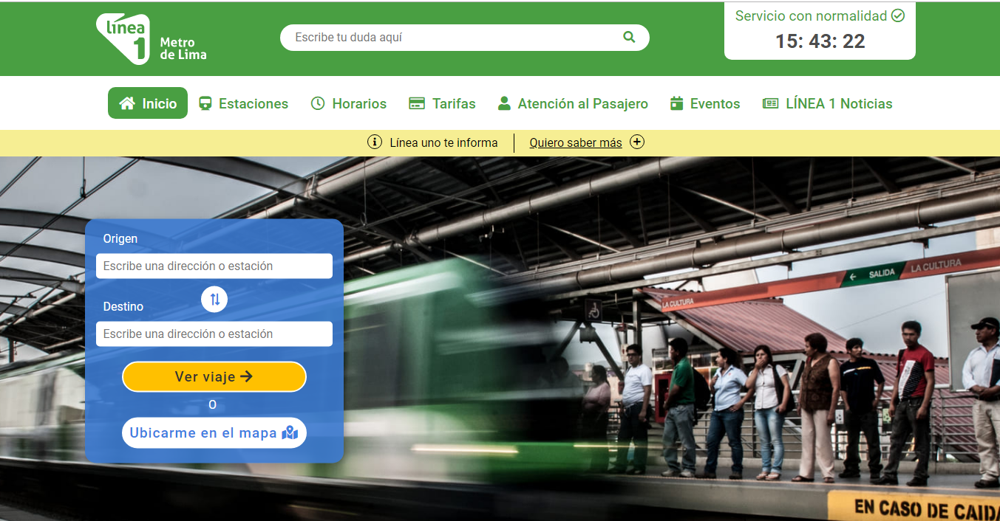 línea
1
Metro
de Lima
Escribe tu duda aquí
Servicio con normalidad
15: 43: 22
Inicio
Estaciones
Horarios
Tarifas
Atención al Pasajero
Eventos
LÍNEA 1 Noticias
Línea uno te informa
Quiero saber más
Origen
Escribe una dirección o estación
Destino
Escribe una dirección o estación
Ver viaje
O
Ubicarme en el mapa
LA CULTURA
SALIDA
LA CULTURA
EN CASO DE CAIDA